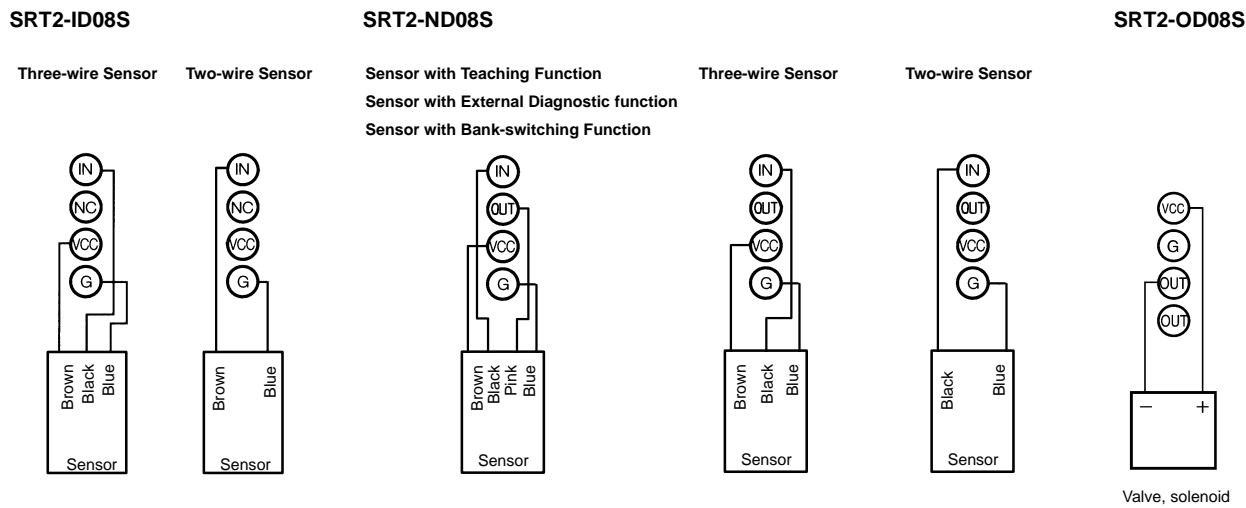 SRT2-ID08S
SRT2-ND08S
SRT2-OD08S
Three-wire Sensor
Two-wire Sensor
Sensor with Teaching Function
Sensor with External Diagnostic function
Sensor with Bank-switching Function
Three-wire Sensor
Two-wire Sensor
IN
NC
VCC
G
Brown
Black
Blue
Sensor
IN
NC
VCC
G
Brown
Blue
Sensor
IN
OUT
VCC
G
Brown
Black
Pink
Blue
Sensor
IN
OUT
VCC
G
Brown
Black
Blue
Sensor
IN
OUT
VCC
G
Black
Blue
Sensor
VCC
G
OUT
OUT
− +
Valve, solenoid